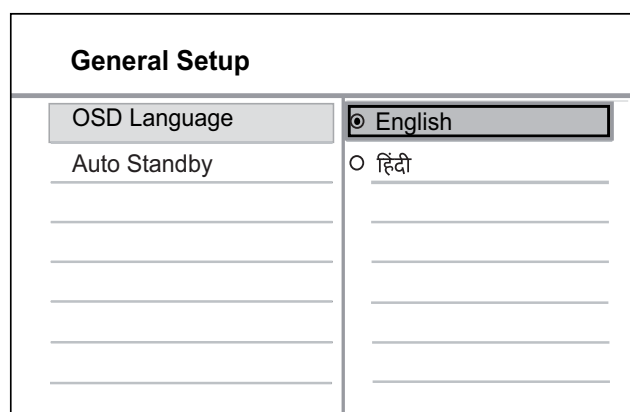 General Setup
OSD Language
English
Auto Standby
हिंदी